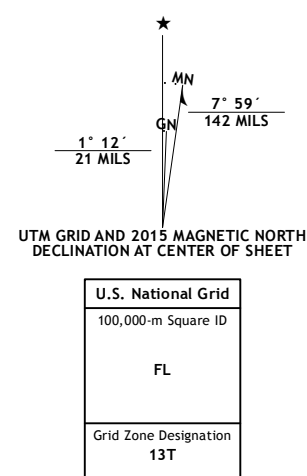 ★
MN
7° 59´
142 MILS
GN
1° 12´
21 MILS
UTM GRID AND 2015 MAGNETIC NORTH
DECLINATION AT CENTER OF SHEET
U.S. National Grid
100,000-m Square ID
FL
Grid Zone Designation
13T